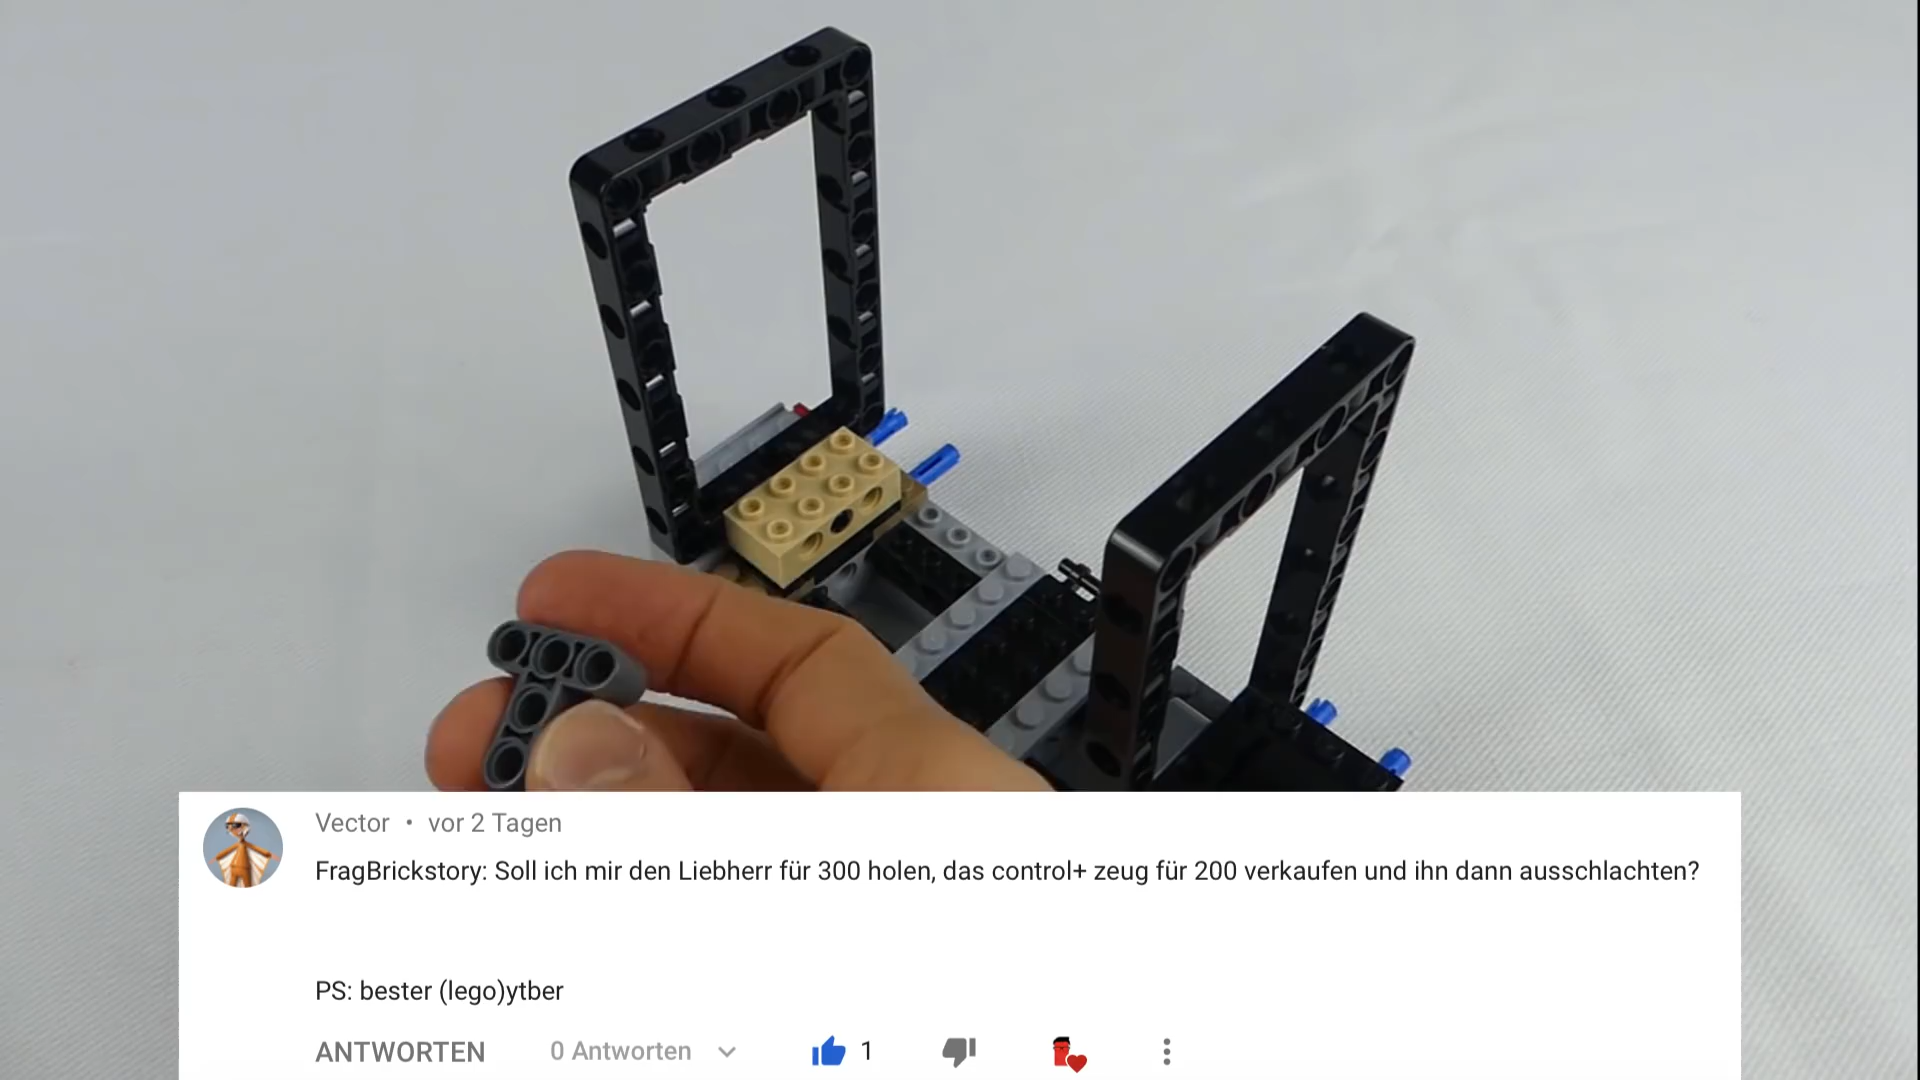 Vector • vor 2 Tagen
FragBrickstory: Soll ich mir den Liebherr für 300 holen, das control+ zeug für 200 verkaufen und ihn dann ausschlachten?
PS: bester (lego)ytber
ANTWORTEN 0 Antworten 1